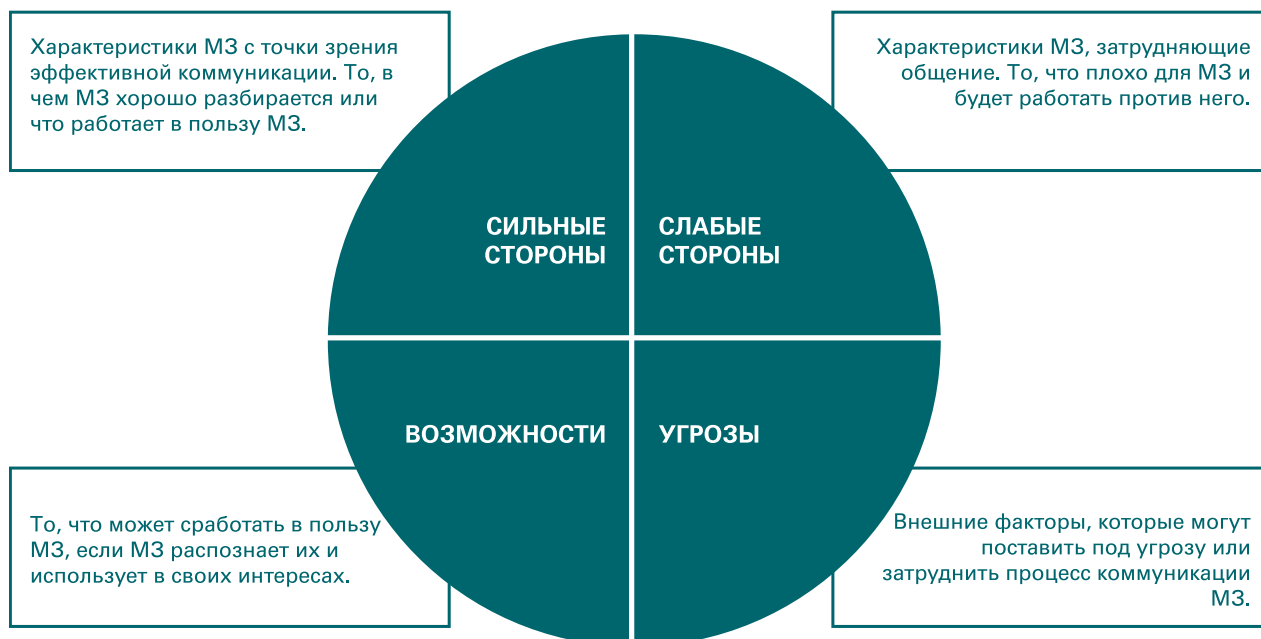 Характеристики МЗ с точки зрения
эффективной коммуникации. То, в
чем МЗ хорошо разбирается или
что работает в пользу МЗ.
Характеристики МЗ, затрудняющие
общение. То, что плохо для МЗ и
будет работать против него.
СИЛЬНЫЕ
СТОРОНЫ
СЛАБЫЕ
СТОРОНЫ
ВОЗМОЖНОСТИ
УГРОЗЫ
То, что может сработать в пользу
МЗ, если МЗ распознает их и
использует в своих интересах.
Внешние факторы, которые могут
поставить под угрозу или
затруднить процесс коммуникации
МЗ.